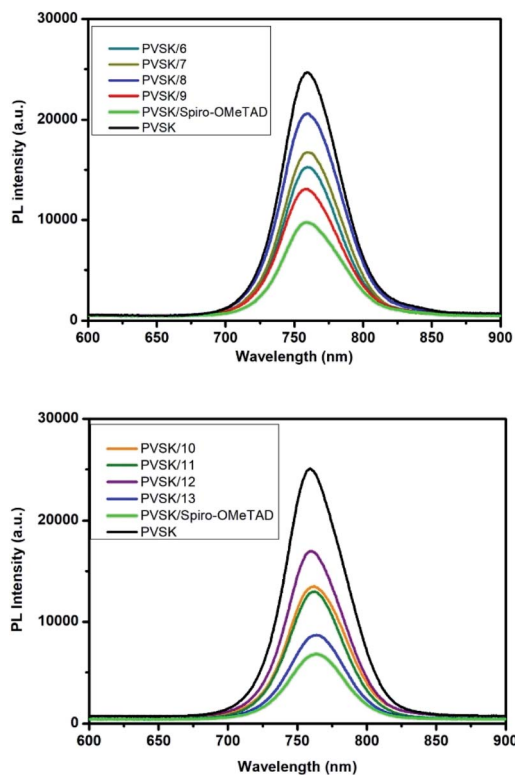 30000
PVSK/6
PVSK/7
PVSK/8
PVSK/9
PVSK/Spiro-OMeTAD
PVSK
20000
10000
0
PL intensity (a.u.)
600 650 700 750 800 850 900
Wavelength (nm)
30000
PVSK/10
PVSK/11
PVSK/12
PVSK/13
PVSK/Spiro-OMeTAD
PVSK
20000
10000
0
PL Intensity (a.u.)
600 650 700 750 800 850 900
Wavelength (nm)